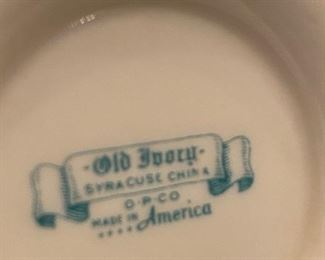 -Old Ivory-
SYRACUSE CHINA
O.P.CO.
MADE IN America